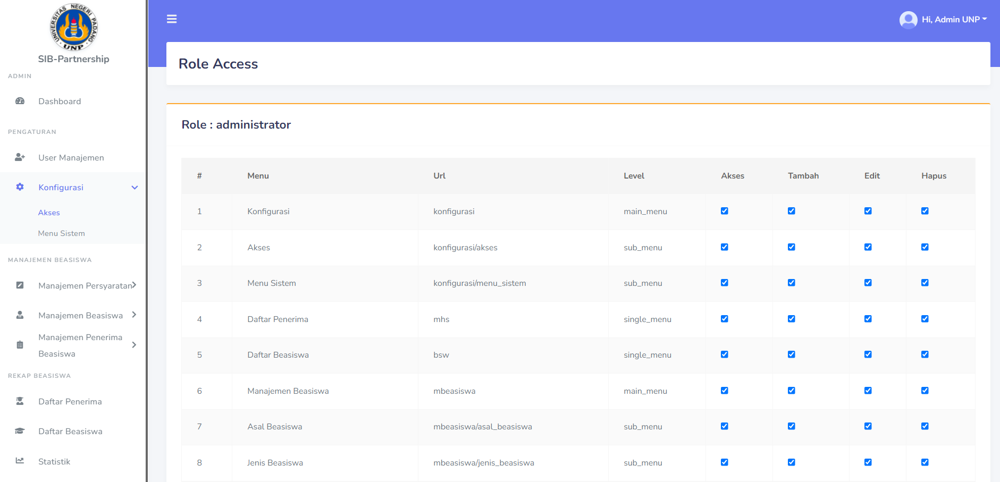 UNIVERSITAS NEGERI PADANG
UNP
SIB-Partnership
ADMIN
Dashboard
PENGATURAN
User Manajemen
Konfigurasi
Akses
Menu Sistem
MANAJEMEN BEASISWA
Manajemen Persyaratan
Manajemen Beasiswa
Manajemen Penerima
Beasiswa
REKAP BEASISWA
Daftar Penerima
Daftar Beasiswa
Statistik
Hi, Admin UNP
Role Access
Role : administrator
# Menu Url Level Akses Tambah Edit Hapus
1 Konfigurasi konfigurasi main_menu
2 Akses konfigurasi/akses sub_menu
3 Menu Sistem konfigurasi/menu_sistem sub_menu
4 Daftar Penerima mhs single_menu
5 Daftar Beasiswa bsw single_menu
6 Manajemen Beasiswa mbeasiswa main_menu
7 Asal Beasiswa mbeasiswa/asal_beasiswa sub_menu
8 Jenis Beasiswa mbeasiswa/jenis_beasiswa sub_menu